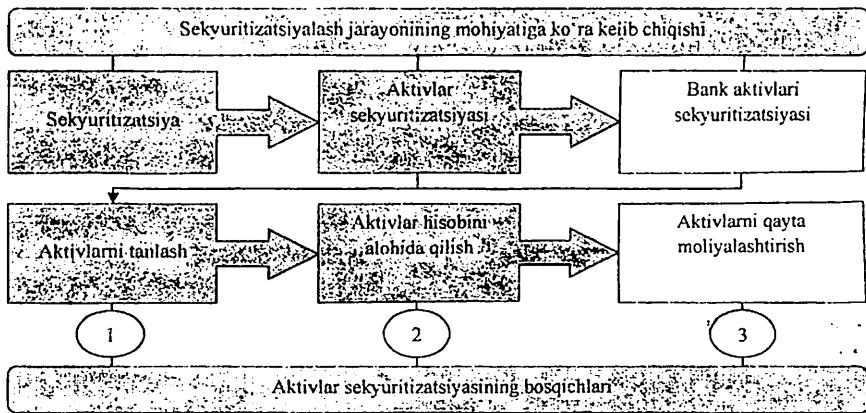 Sekyuritizatsiyalash jarayonining mohiyatiga ko'ra kelib chiqishi
Sekyuritizatsiya
Aktivlar
sekyuritizatsiyasi
Bank aktivlari
sekyuritizatsiyasi
Aktivlarni tanlash
Aktivlar hisobini
alohida qilish
Aktivlarni qayta
moliyalashtirish
1
2
3
Aktivlar sekyuritizatsiyasining bosqichlari